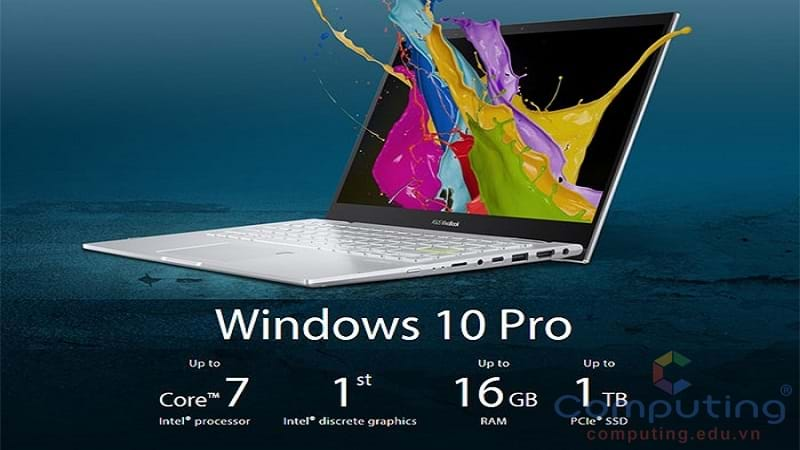 ASUS VivoBook
Windows 10 Pro
Up to
Core™ 7
Intel® processor
1st
Intel® discrete graphics
Up to
16 GB
RAM
Up to
1 TB
PCIe® SSD
Computing®
computing.edu.vn